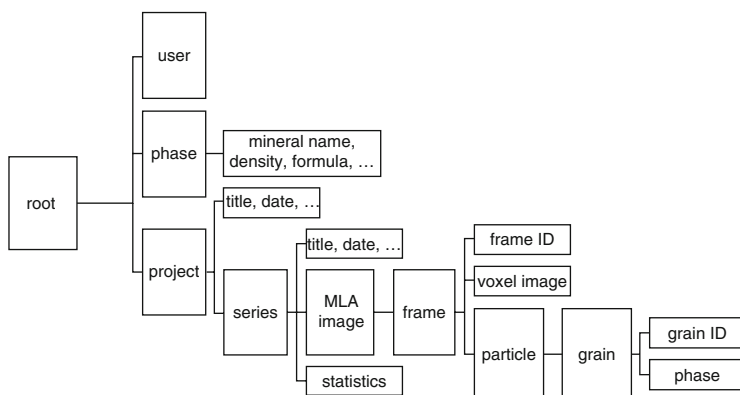 user
phase
mineral name,
density, formula, …
root
title, date, …
project
series
title, date, …
MLA
image
statistics
frame
frame ID
voxel image
particle
grain
grain ID
phase